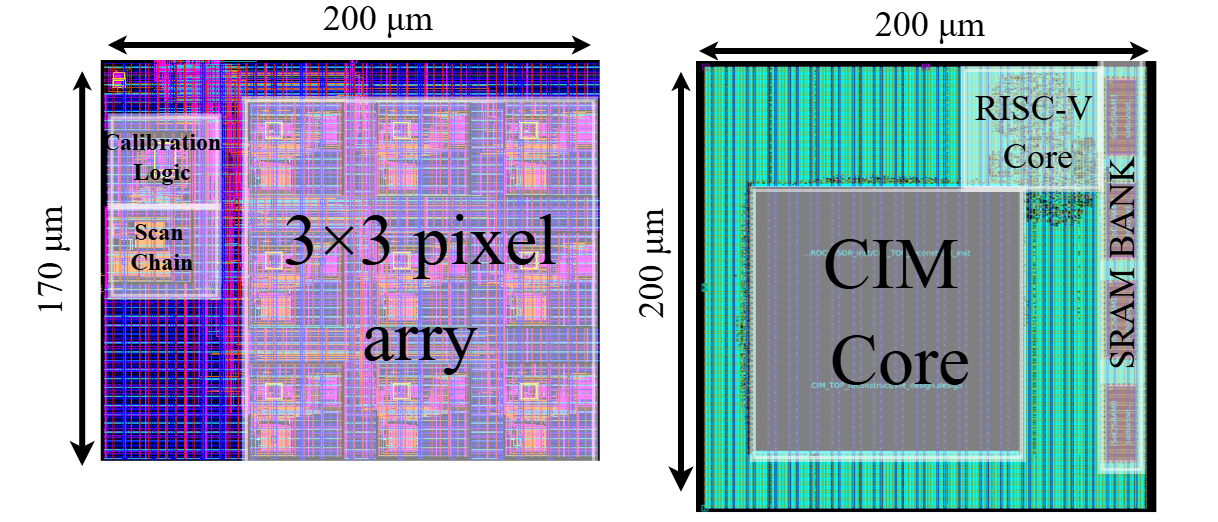 200 μm
170 μm
Calibration
Logic
Scan
Chain
3×3 pixel
arry
200 μm
200 μm
RISC-V
Core
CIM
Core
SRAM BANK